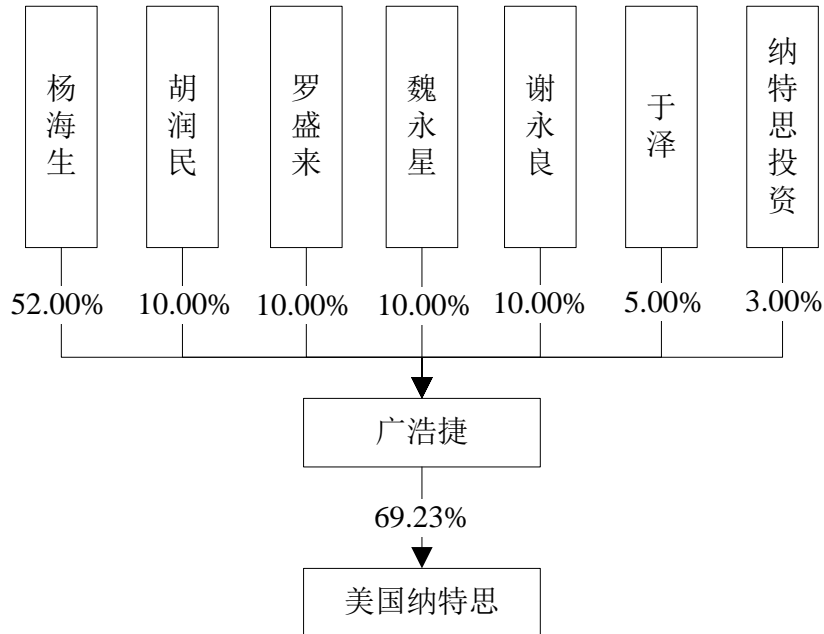 杨海生
胡润民
罗盛来
魏永星
谢永良
于泽
纳特思投资
52.00%
10.00%
10.00%
10.00%
10.00%
5.00%
3.00%
广浩捷
69.23%
美国纳特思